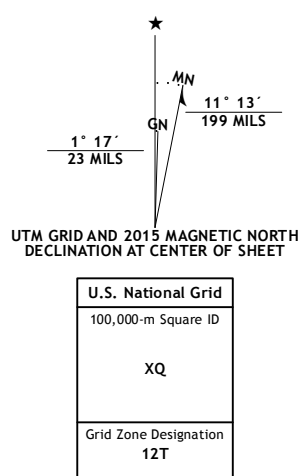 ★
MN
GN
11° 13´
199 MILS
1° 17´
23 MILS
UTM GRID AND 2015 MAGNETIC NORTH
DECLINATION AT CENTER OF SHEET
U.S. National Grid
100,000-m Square ID
XQ
Grid Zone Designation
12T